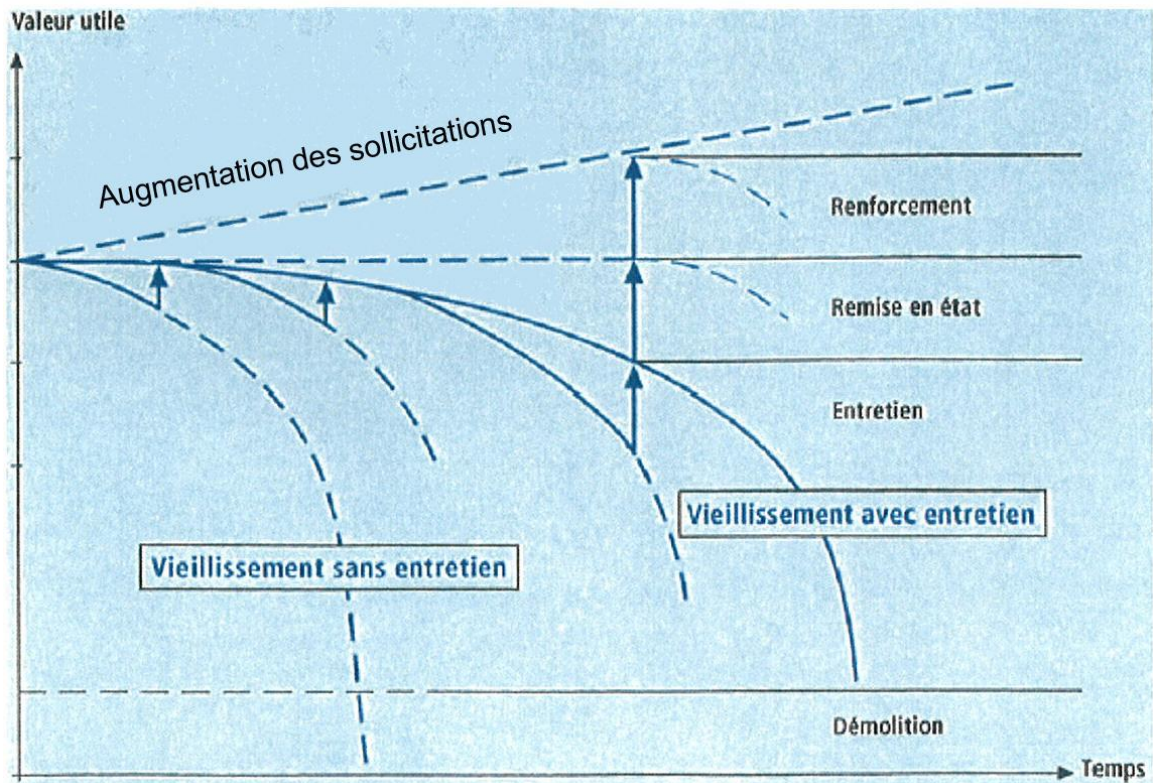 Valeur utile
Augmentation des sollicitations
Renforcement
Remise en état
Entretien
Vieillissement avec entretien
Vieillissement sans entretien
Démolition
Temps